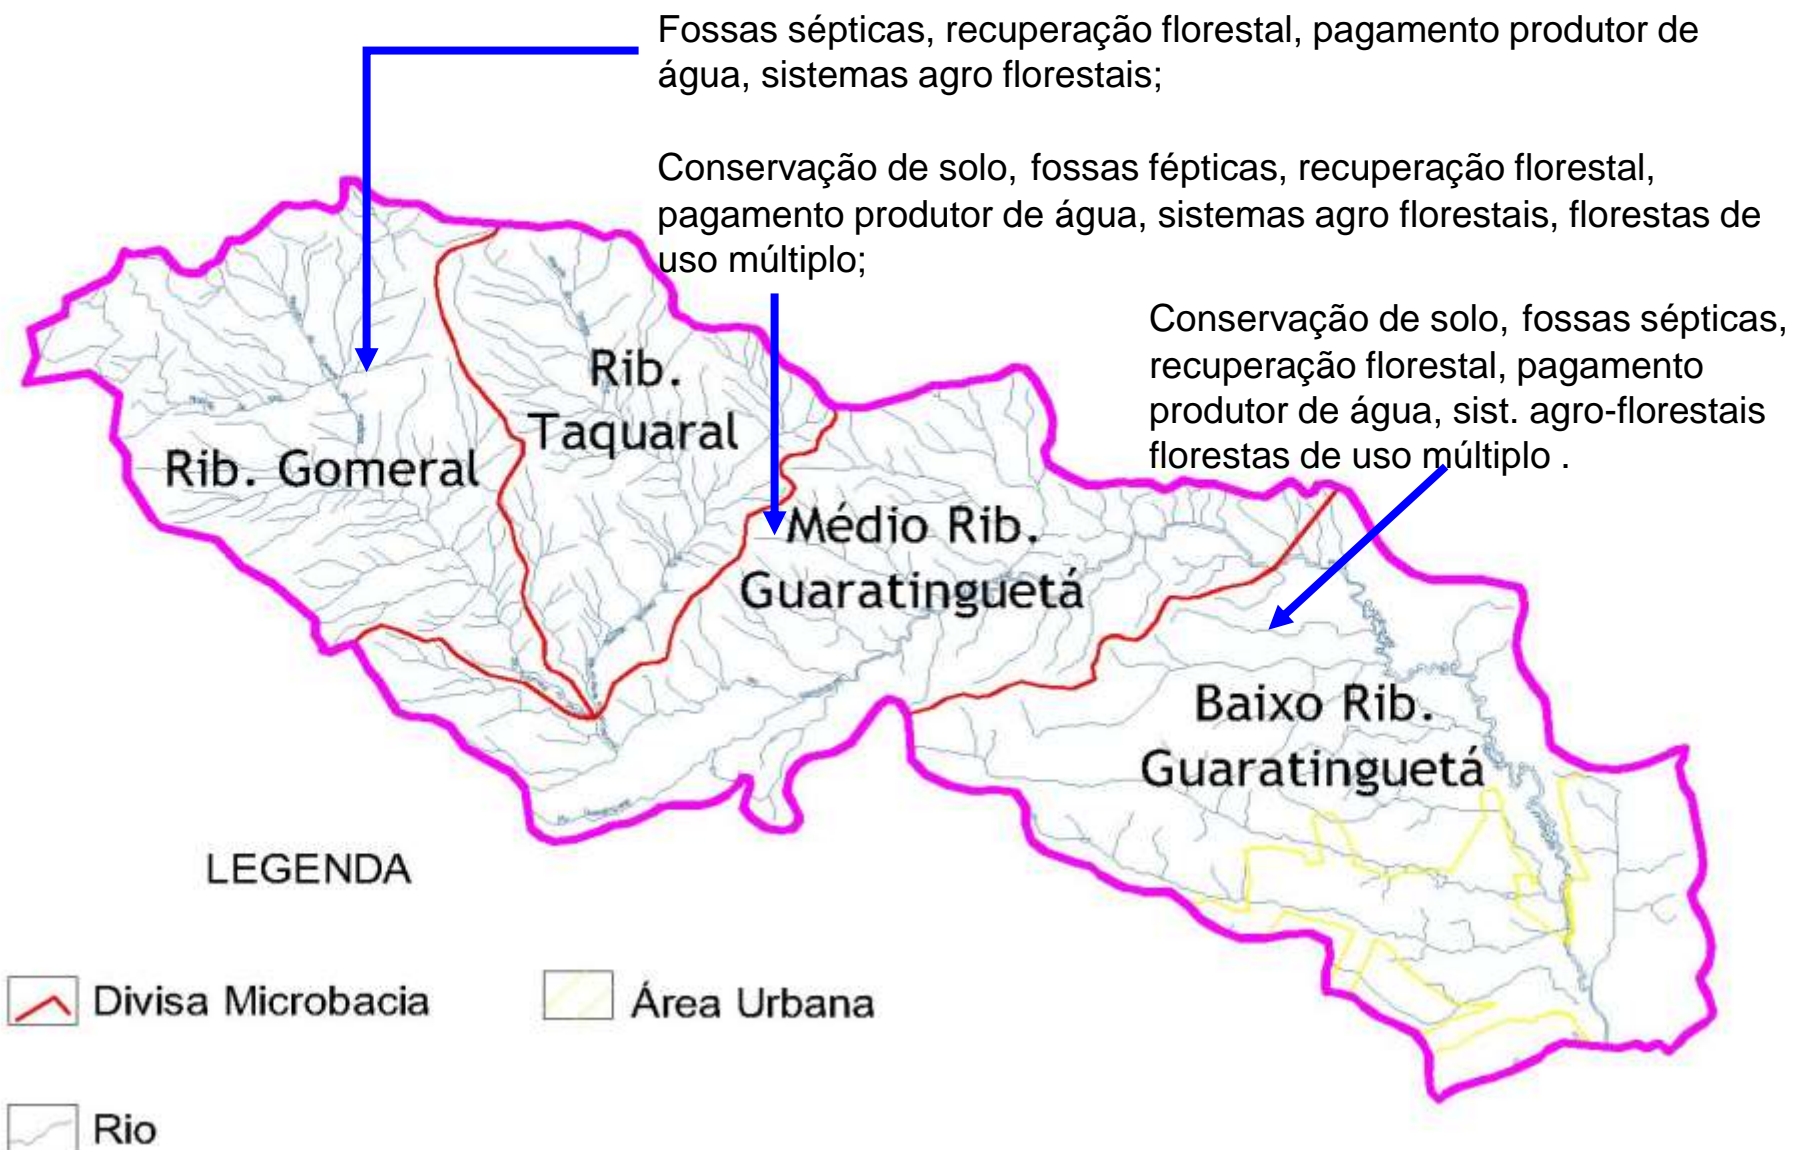 Fossas sépticas, recuperação florestal, pagamento produtor de
água, sistemas agro florestais;
Conservação de solo, fossas fépticas, recuperação florestal,
pagamento produtor de água, sistemas agro florestais, florestas de
uso múltiplo;
Conservação de solo, fossas sépticas,
recuperação florestal, pagamento
produtor de água, sist. agro-florestais
florestas de uso múltiplo .
Rib.
Taquaral
Rib. Gomeral
Médio Rib.
Guaratinguetá
Baixo Rib.
Guaratinguetá
LEGENDA
Divisa Microbacia
Área Urbana
Rio